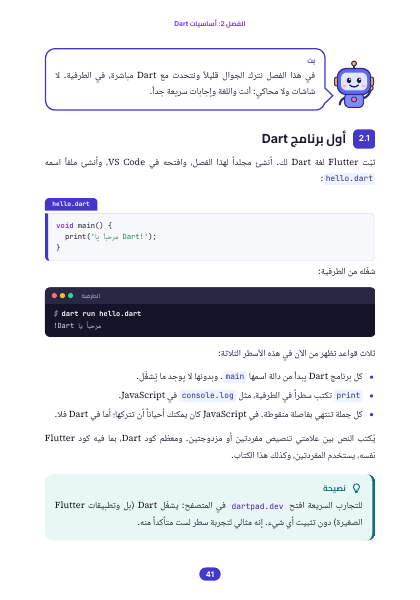 الفصل 2: أساسيات Dart
بت
في هذا الفصل نترك الجوال قليلاً ونتحدث مع Dart مباشرة، في الطرفية. لا
شاشات ولا محاكي: أنت واللغة وإجابات سريعة جداً.
2.1 أول برنامج Dart
ثبّت Flutter لغة Dart لك. أنشئ مجلداً لهذا الفصل، وافتحه في VS Code، وأنشئ ملفاً اسمه
hello.dart:
hello.dart
void main() {
print('مرحباً يا Dart!');
}
شغّله من الطرفية:
الطرفية
$ dart run hello.dart
مرحباً يا Dart!
ثلاث قواعد تظهر من الآن في هذه الأسطر الثلاثة:
• كل برنامج Dart يبدأ من دالة اسمها main. وبدونها لا يوجد ما يُشغّل.
• print تكتب سطراً في الطرفية، مثل console.log في JavaScript.
• كل جملة تنتهي بفاصلة منقوطة. في JavaScript كان يمكنك أحياناً أن تتركها؛ أما في Dart فلا.
يُكتب النص بين علامتي تنصيص مفردتين أو مزدوجتين. ومعظم كود Dart، بما فيه كود Flutter
نفسه، يستخدم المفردتين، وكذلك هذا الكتاب.
نصيحة
للتجارب السريعة افتح dartpad.dev في المتصفح: يشغّل Dart (بل وتطبيقات Flutter
الصغيرة) دون تثبيت أي شيء. إنه مثالي لتجربة سطر لست متأكداً منه.
41